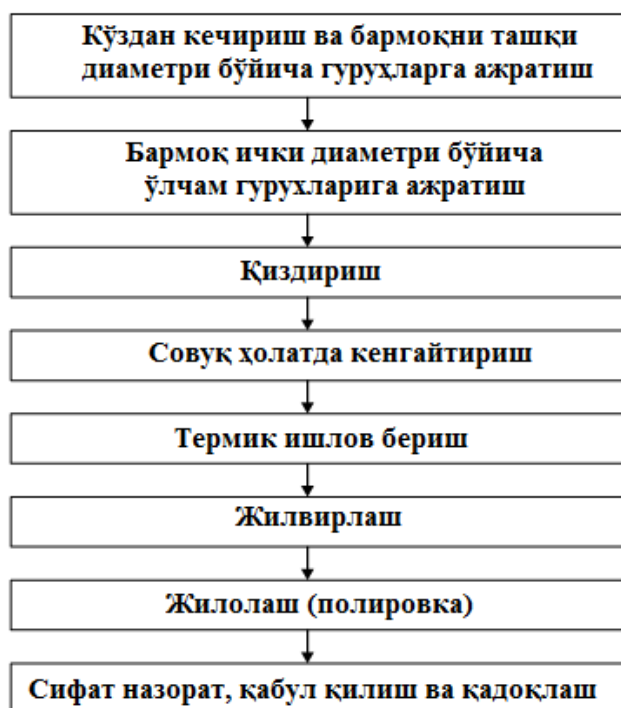 Кўздан кечириш ва бармоқни ташқи
диаметри бўйича гуруҳларга ажратиш
Бармоқ ички диаметри бўйича
ўлчам гурухларига ажратиш
Қиздириш
Совуқ ҳолатда кенгайтириш
Термик ишлов бериш
Жилвирлаш
Жилолаш (полировка)
Сифат назорат, қабул қилиш ва қадоқлаш